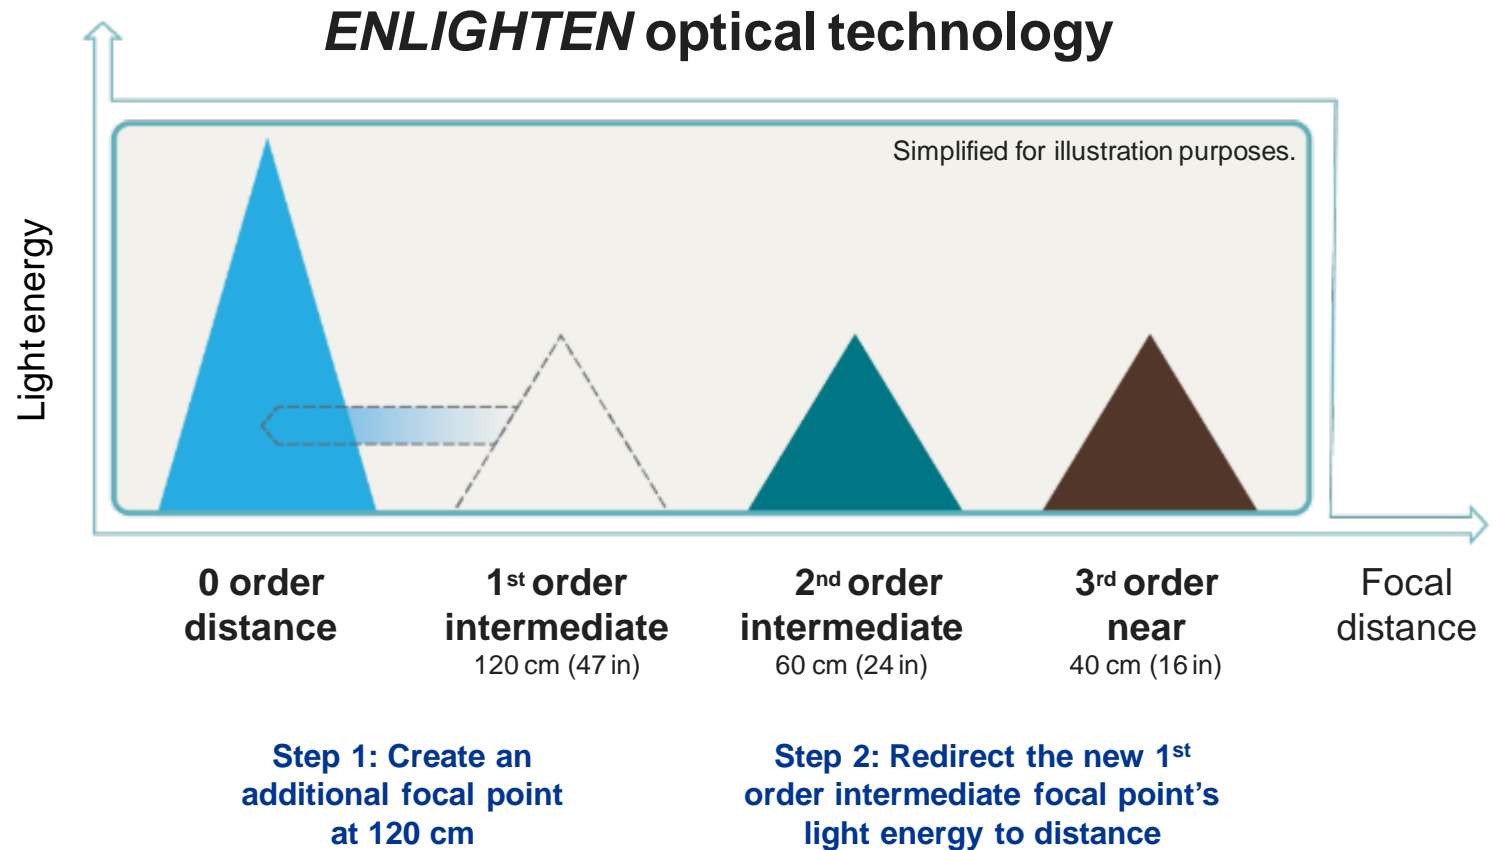 ENLIGHTEN optical technology
Simplified for illustration purposes.
Light energy
0 order
distance
1st order
intermediate
120 cm (47 in)
2nd order
intermediate
60 cm (24 in)
3rd order
near
40 cm (16 in)
Focal
distance
Step 1: Create an
additional focal point
at 120 cm
Step 2: Redirect the new 1st
order intermediate focal point's
light energy to distance